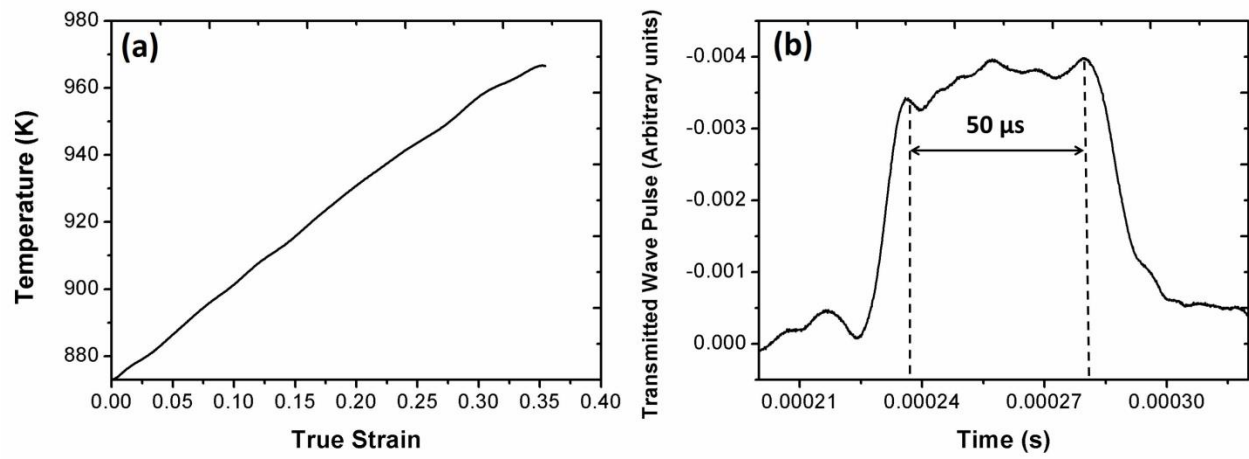 (a)
Temperature (K)
980
960
940
920
900
880
0.00 0.05 0.10 0.15 0.20 0.25 0.30 0.35 0.40
True Strain
(b)
Transmitted Wave Pulse (Arbitrary units)
-0.004
-0.003
-0.002
-0.001
0.000
50 µs
0.00021 0.00024 0.00027 0.00030
Time (s)